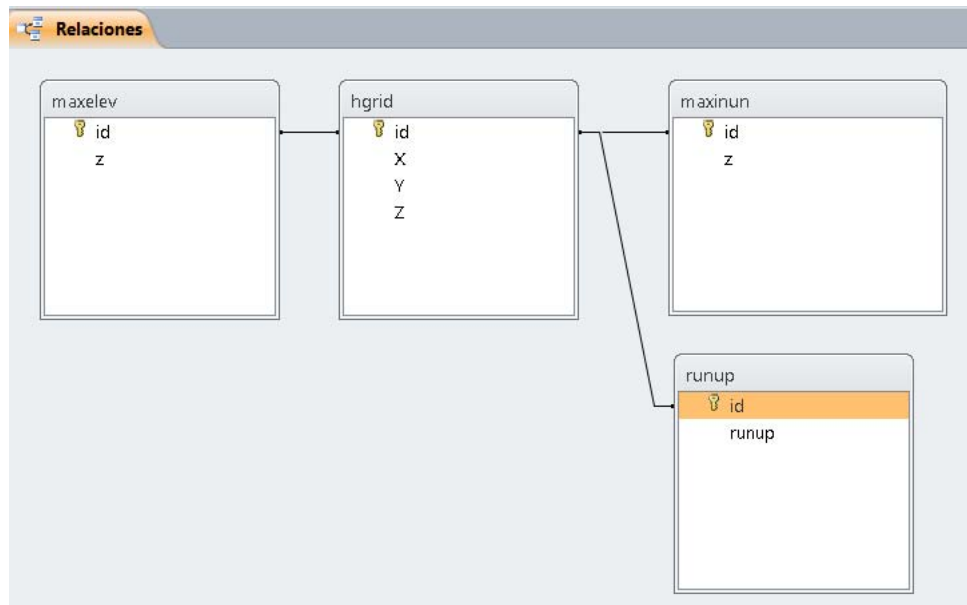 Relaciones
maxelev
id
z
hgrid
id
X
Y
Z
maxinun
id
z
runup
id
runup